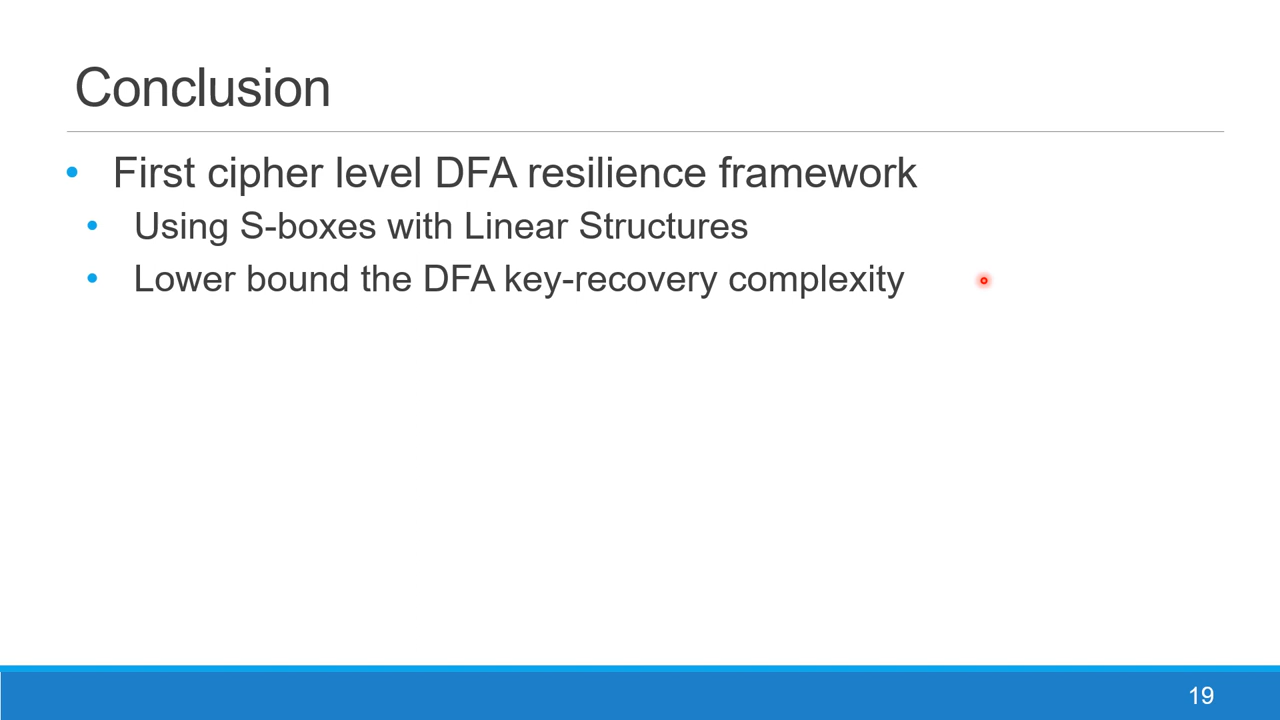 Conclusion
• First cipher level DFA resilience framework
• Using S-boxes with Linear Structures
• Lower bound the DFA key-recovery complexity
19